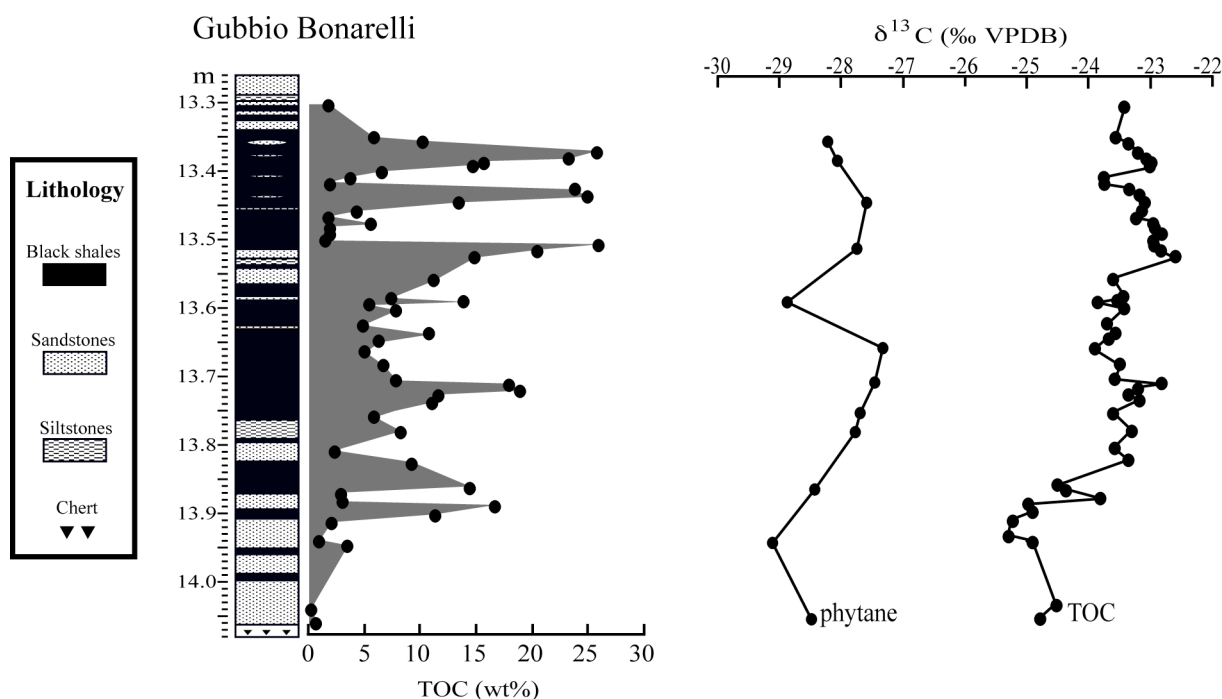 Gubbio Bonarelli
δ13C (‰ VPDB)
-30 -29 -28 -27 -26 -25 -24 -23 -22
m
13.3
13.4
13.5
13.6
13.7
13.8
13.9
14.0
Lithology
Black shales
Sandstones
Siltstones
Chert
phytane
TOC
0 5 10 15 20 25 30
TOC (wt%)